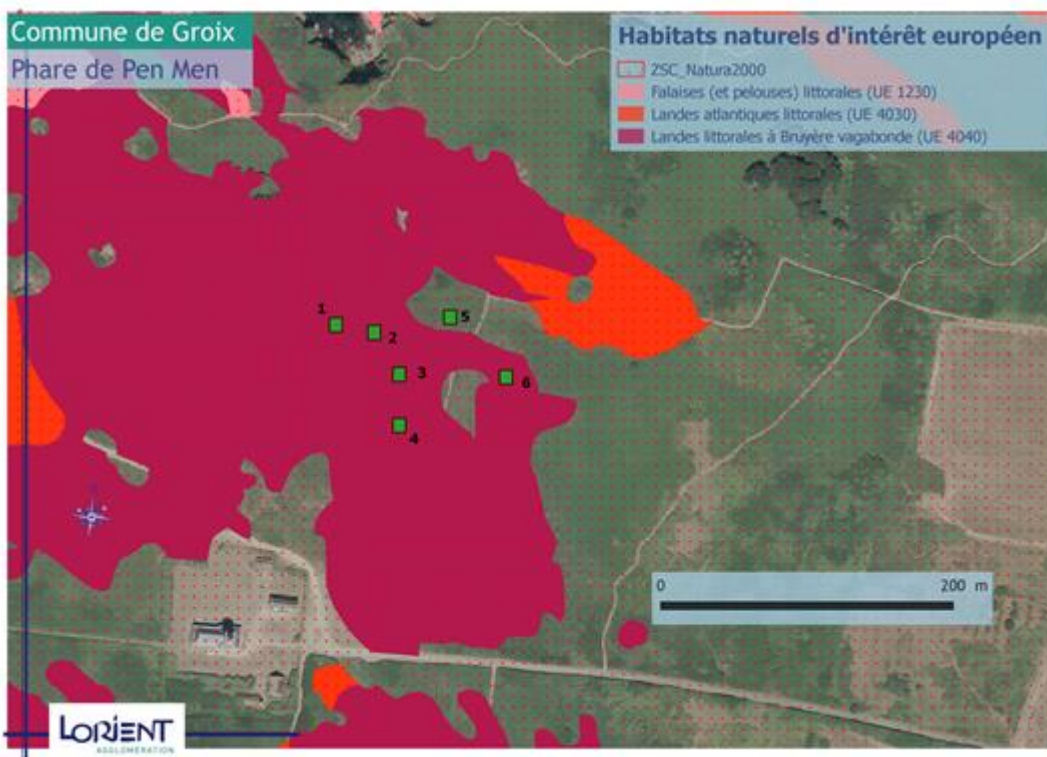 Commune de Groix
Phare de Pen Men
Habitats naturels d'intérêt européen
ZSC_Natura2000
Falaises (et pelouses) littorales (UE 1230)
Landes atlantiques littorales (UE 4030)
Landes littorales à Bruyère vagabonde (UE 4040)
1
2
5
3
6
4
0 200 m
LORIENT
AGGLOMÉRATION